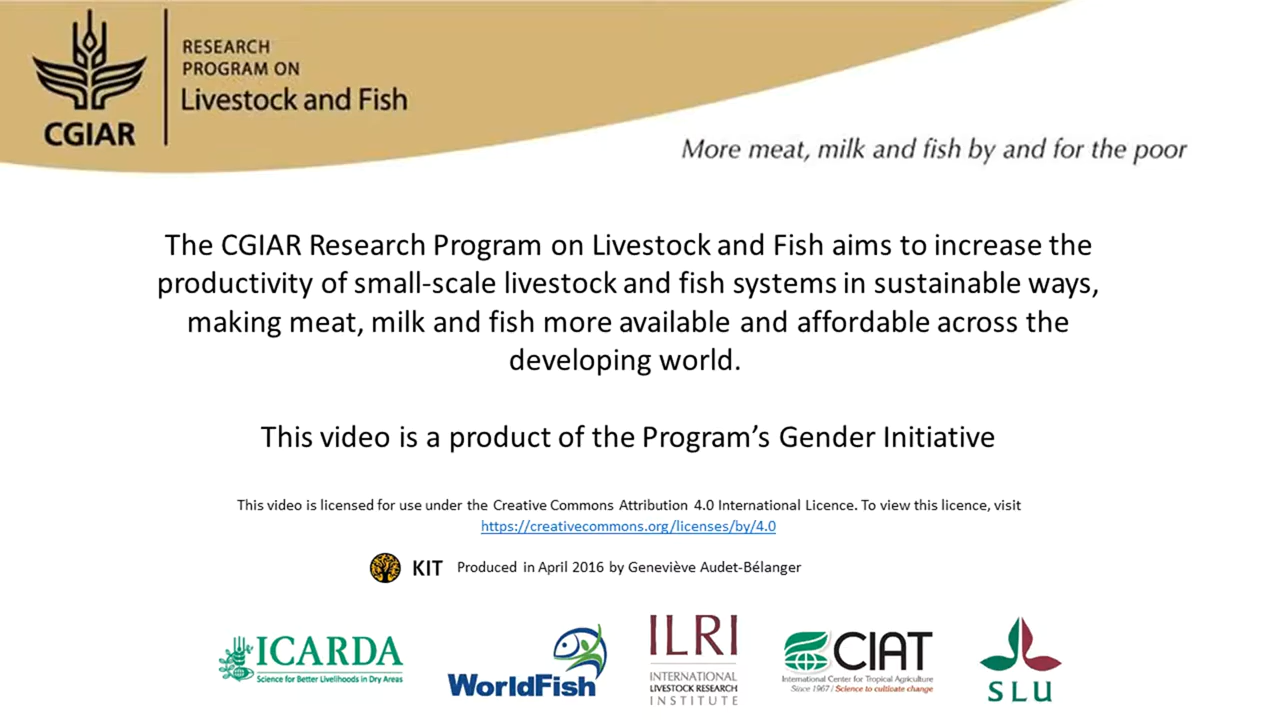 RESEARCH
PROGRAM ON
Livestock and Fish
CGIAR
More meat, milk and fish by and for the poor
The CGIAR Research Program on Livestock and Fish aims to increase the
productivity of small-scale livestock and fish systems in sustainable ways,
making meat, milk and fish more available and affordable across the
developing world.
This video is a product of the Program’s Gender Initiative
This video is licensed for use under the Creative Commons Attribution 4.0 International Licence. To view this licence, visit
https://creativecommons.org/licenses/by/4.0
KIT Produced in April 2016 by Geneviève Audet-Bélanger
ICARDA
Science for Better Livelihoods in Dry Areas
WorldFish
ILRI
INTERNATIONAL
LIVESTOCK RESEARCH
INSTITUTE
CIAT
International Center for Tropical Agriculture
Since 1967 / Science to cultivate change
SLU